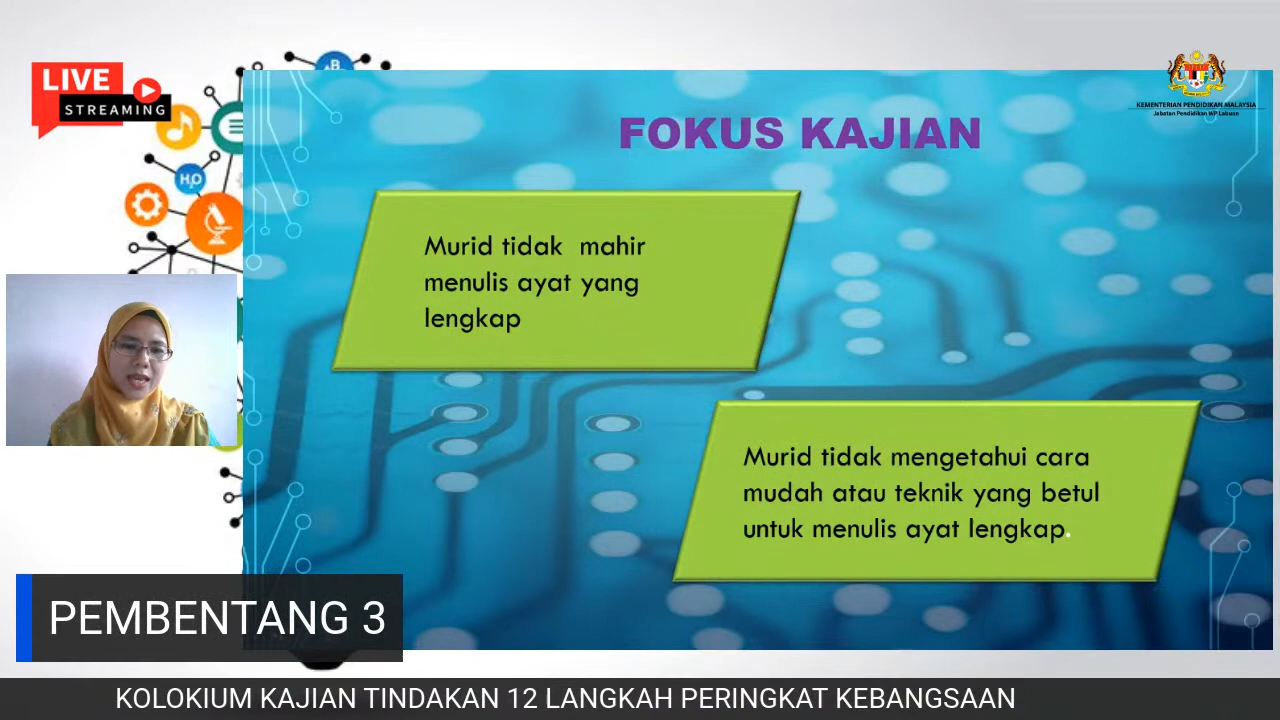 LIVE
STREAMING
B
H₂O
KEMENTERIAN PENDIDIKAN MALAYSIA
Jabatan Pendidikan WP Labuan
FOKUS KAJIAN
Murid tidak mahir
menulis ayat yang
lengkap
Murid tidak mengetahui cara
mudah atau teknik yang betul
untuk menulis ayat lengkap.
PEMBENTANG 3
KOLOKIUM KAJIAN TINDAKAN 12 LANGKAH PERINGKAT KEBANGSAAN